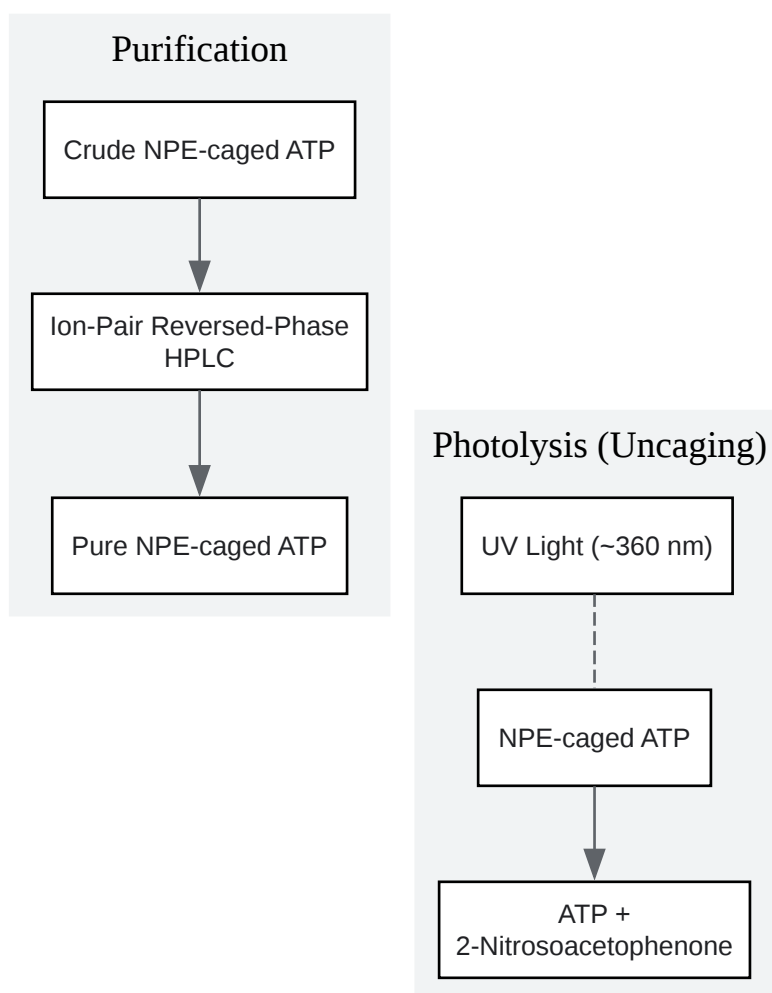 Purification
Crude NPE-caged ATP
Ion-Pair Reversed-Phase
HPLC
Pure NPE-caged ATP
Photolysis (Uncaging)
UV Light (~360 nm)
NPE-caged ATP
ATP +
2-Nitrosoacetophenone